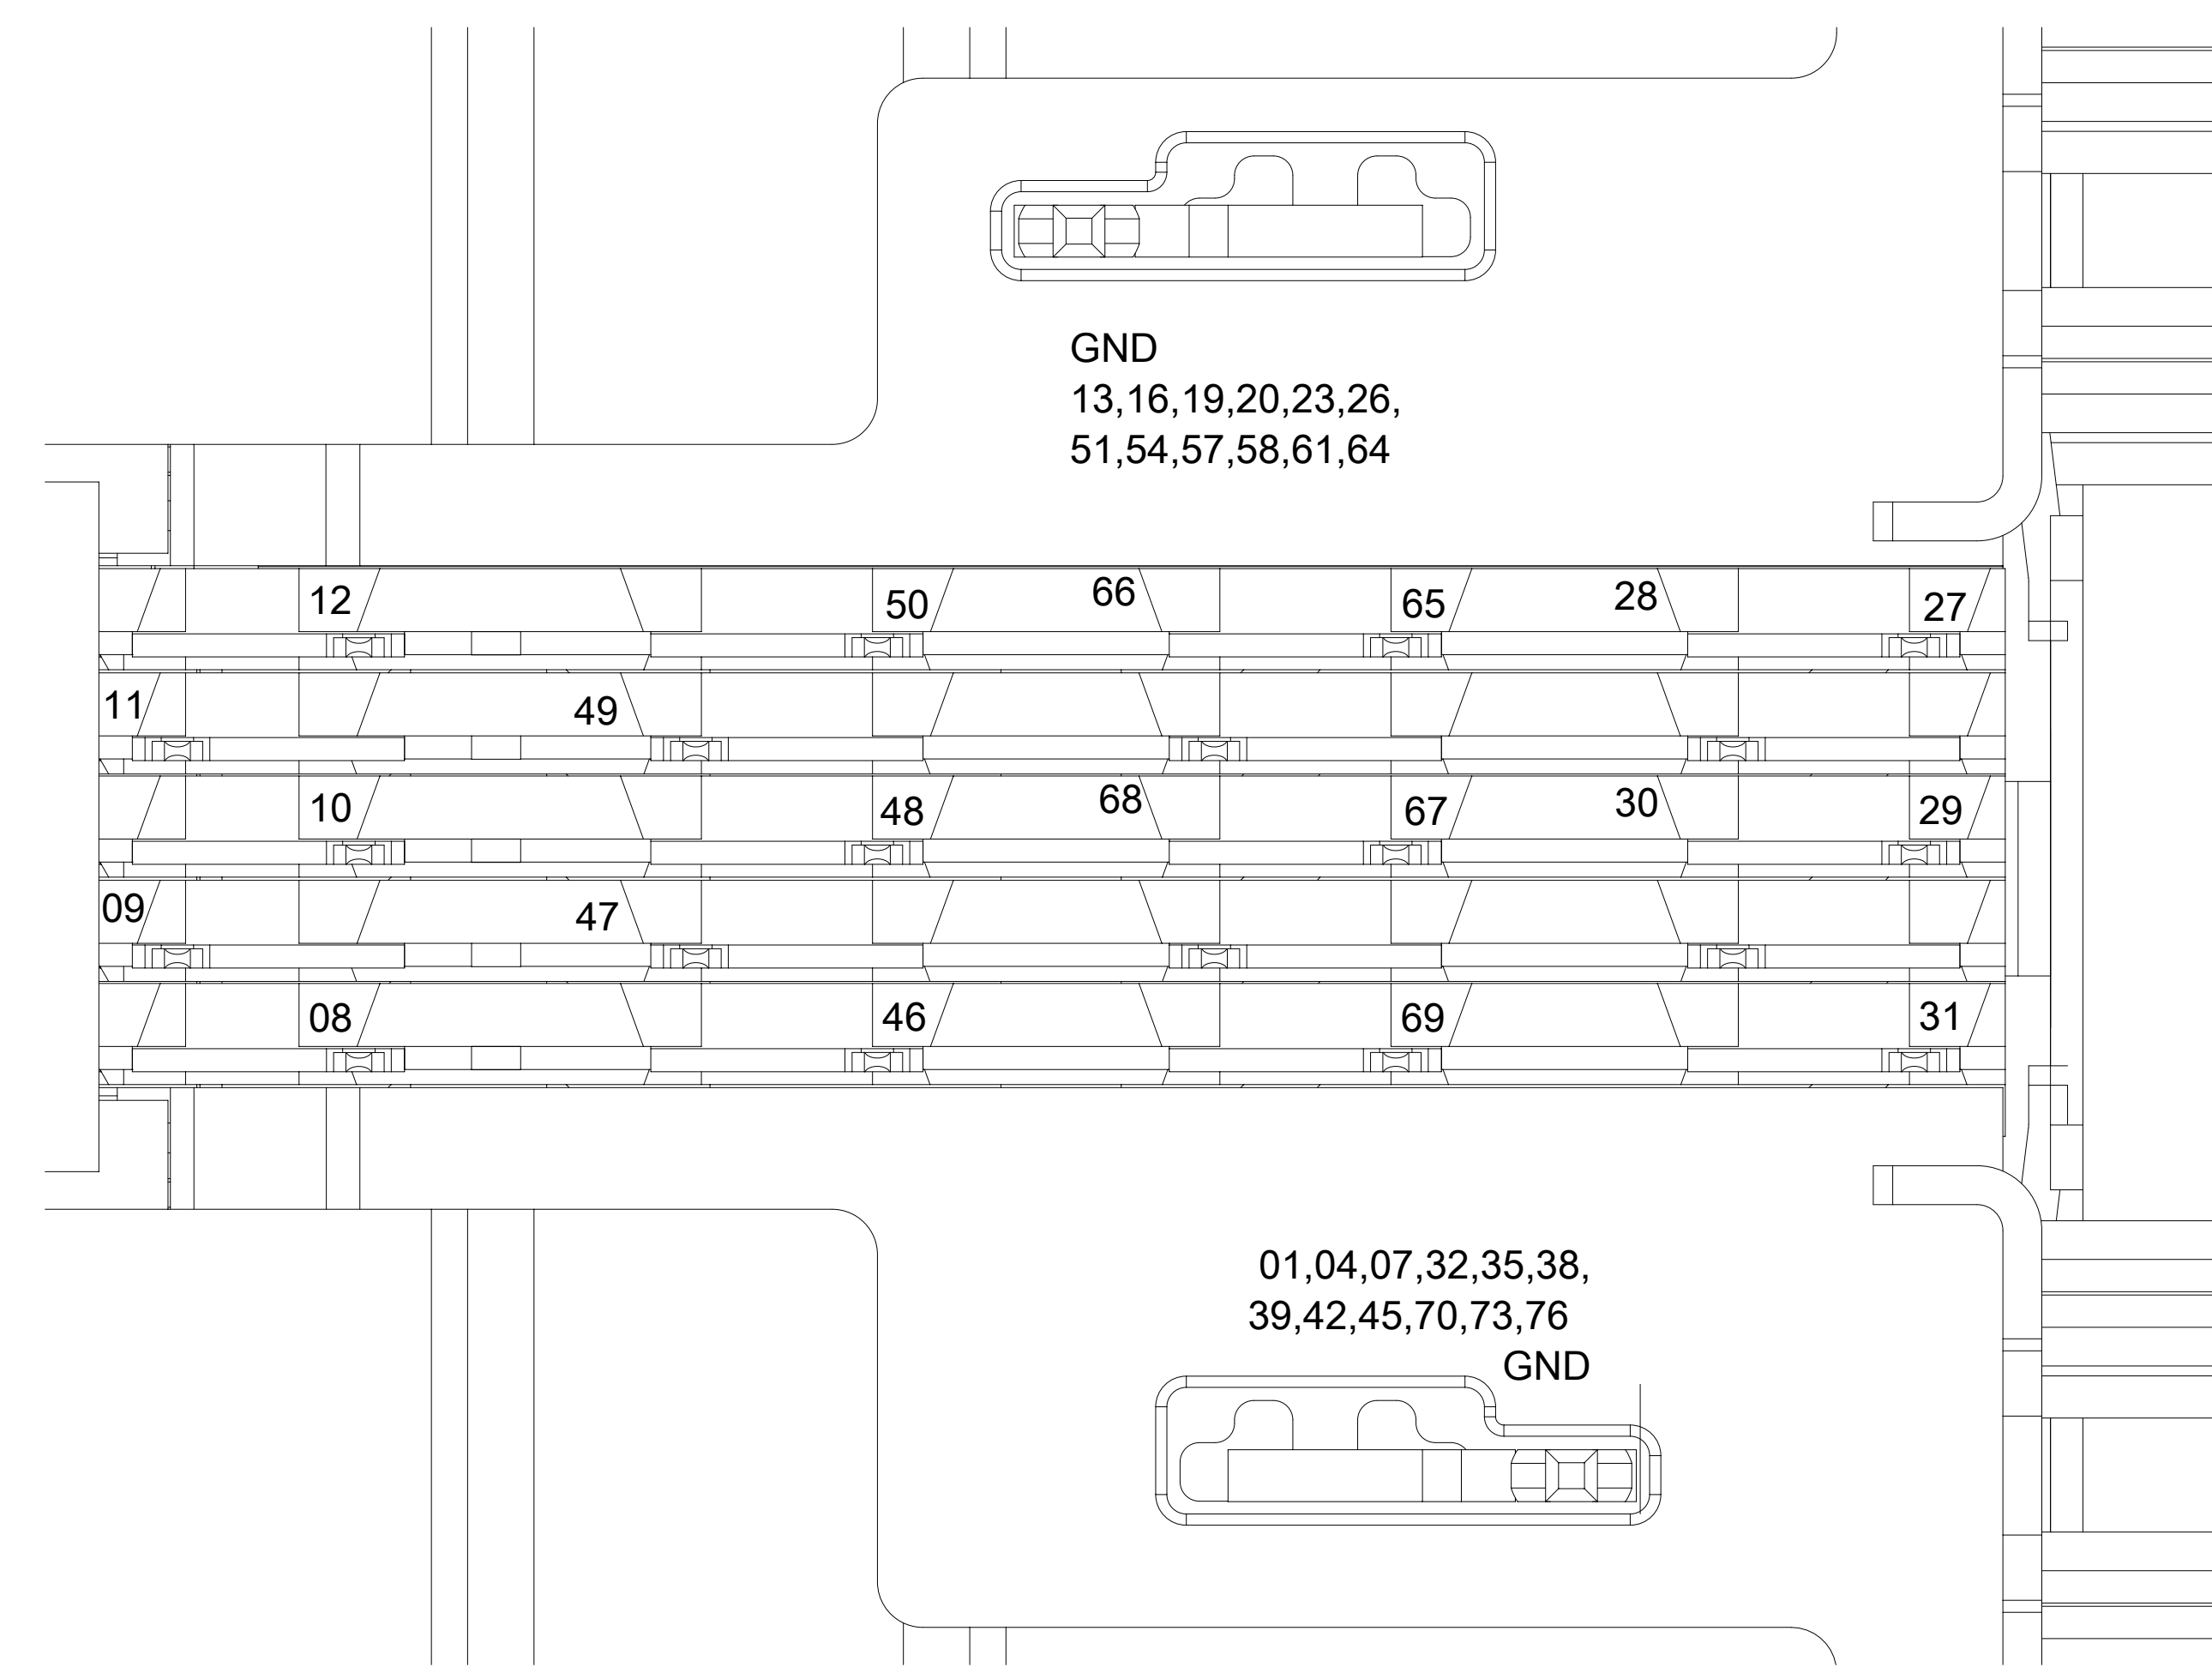 GND
13,16,19,20,23,26,
51,54,57,58,61,64
12 50 66 65 28 27
11 49
10 48 68 67 30 29
09 47
08 46 69 31
01,04,07,32,35,38,
39,42,45,70,73,76
GND